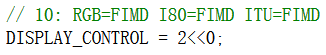 // 10: RGB=FIMD I80=FIMD ITU=FIMD
DISPLAY_CONTROL = 2<<0;